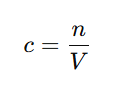 c = n/V